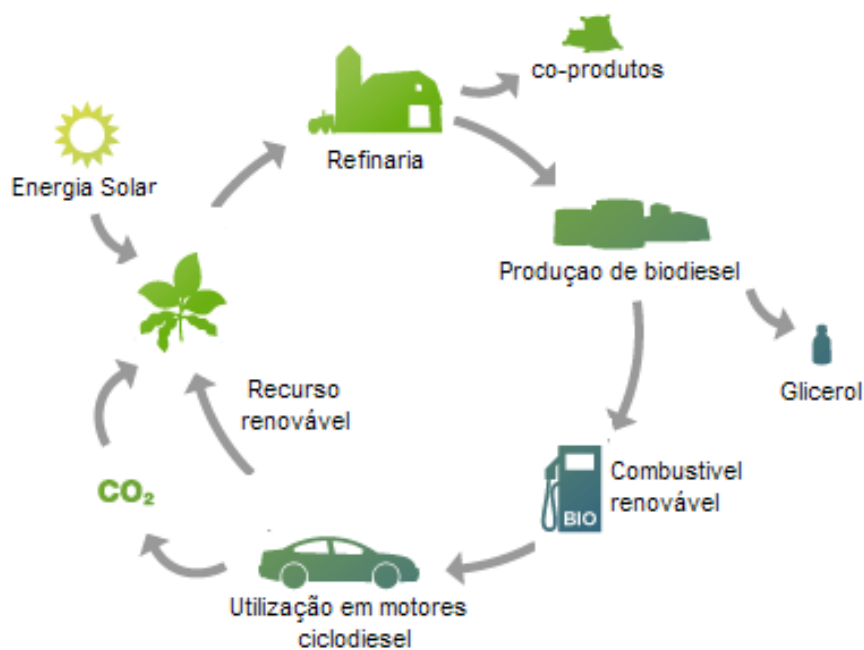 co-produtos
Refinaria
Energia Solar
Produçao de biodiesel
Glicerol
Recurso
renovável
Combustivel
renovável
BIO
CO₂
Utilização em motores
ciclodiesel